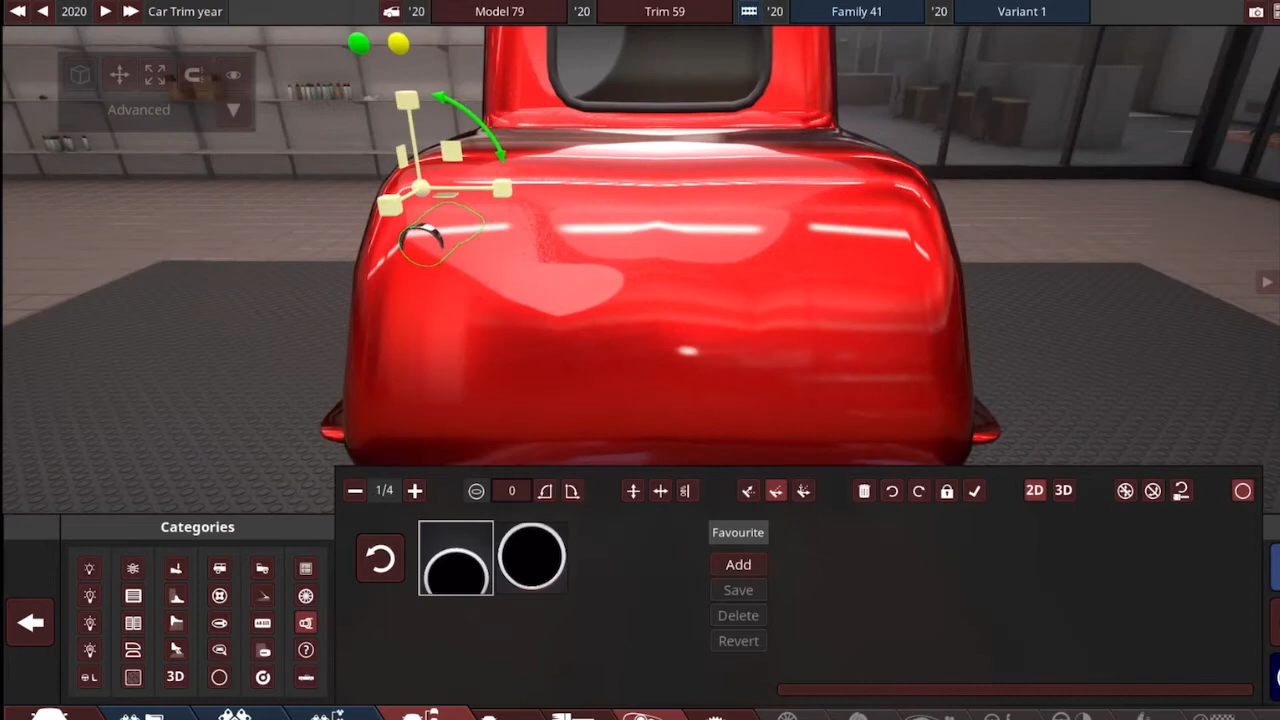 2020 Car Trim year '20 Model 79 '20 Trim 59 '20 Family 41 '20 Variant 1
Advanced
1/4 0 2D 3D
Categories
Favourite
Add
Save
Delete
Revert
L 3D